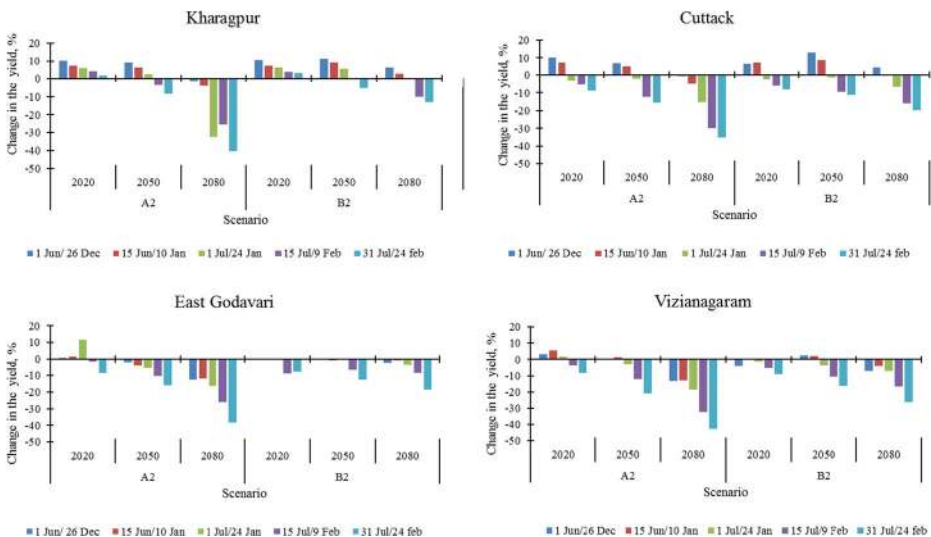 Kharagpur
Change in the yield, %
20
10
0
-10
-20
-30
-40
-50
2020 2050 2080 2020 2050 2080
A2 B2
Scenario
1 Jun/ 26 Dec 15 Jun/10 Jan 1 Jul/24 Jan 15 Jul/9 Feb 31 Jul/24 feb
Cuttack
Change in the yield, %
20
10
0
-10
-20
-30
-40
-50
2020 2050 2080 2020 2050 2080
A2 B2
Scenario
1 Jun/ 26 Dec 15 Jun/10 Jan 1 Jul/24 Jan 15 Jul/9 Feb 31 Jul/24 feb
East Godavari
Change in the yield, %
20
10
0
-10
-20
-30
-40
-50
2020 2050 2080 2020 2050 2080
A2 B2
Scenario
1 Jun/ 26 Dec 15 Jun/10 Jan 1 Jul/24 Jan 15 Jul/9 Feb 31 Jul/24 feb
Vizianagaram
Change in the yield, %
20
10
0
-10
-20
-30
-40
-50
2020 2050 2080 2020 2050 2080
A2 B2
Scenario
1 Jun/26 Dec 15 Jun/10 Jan 1 Jul/24 Jan 15 Jul/9 Feb 31 Jul/24 feb